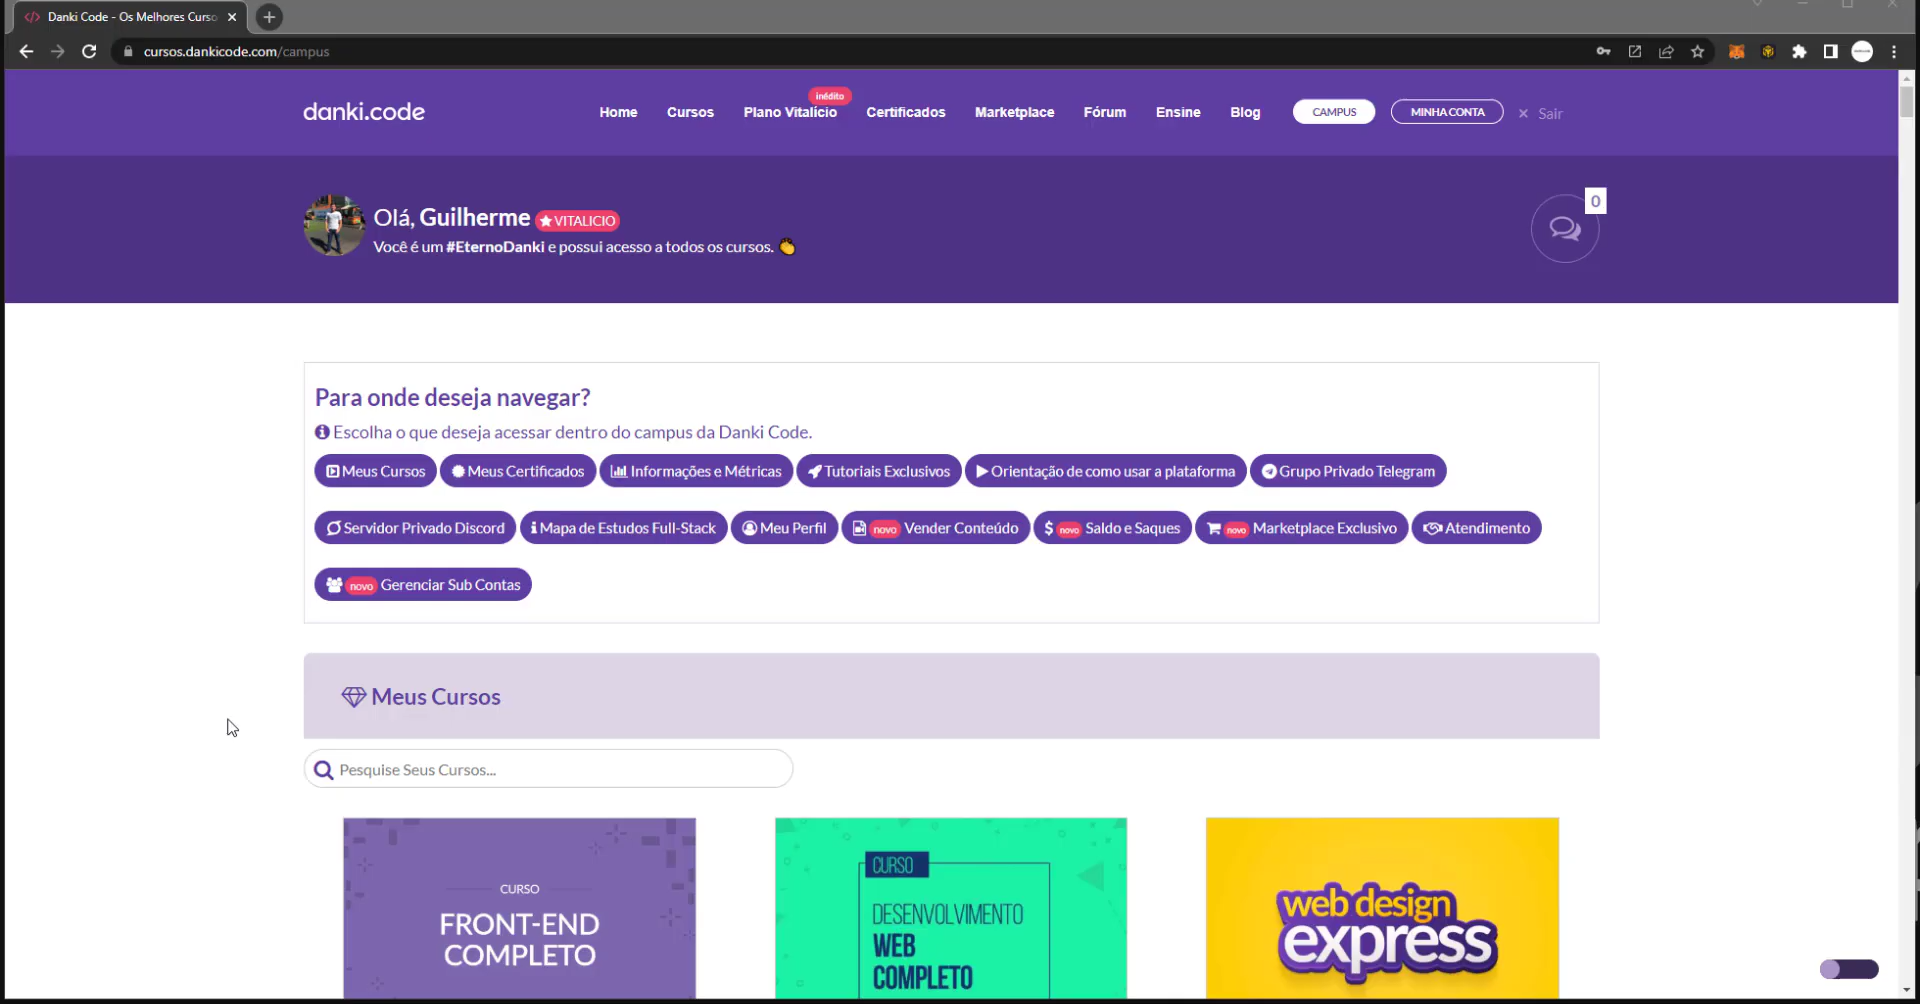 Danki Code - Os Melhores Curso
cursos.dankicode.com/campus
danki.code
Home
Cursos
inédito
Plano Vitalício
Certificados
Marketplace
Fórum
Ensine
Blog
CAMPUS
MINHA CONTA
× Sair
Olá, Guilherme VITALICIO
Você é um #EternoDanki e possui acesso a todos os cursos.
0
Para onde deseja navegar?
Escolha o que deseja acessar dentro do campus da Danki Code.
Meus Cursos
Meus Certificados
Informações e Métricas
Tutoriais Exclusivos
Orientação de como usar a plataforma
Grupo Privado Telegram
Servidor Privado Discord
Mapa de Estudos Full-Stack
Meu Perfil
novo Vender Conteúdo
novo Saldo e Saques
novo Marketplace Exclusivo
Atendimento
novo Gerenciar Sub Contas
Meus Cursos
Pesquise Seus Cursos...
CURSO
FRONT-END
COMPLETO
CURSO
DESENVOLVIMENTO
WEB
COMPLETO
web design
express